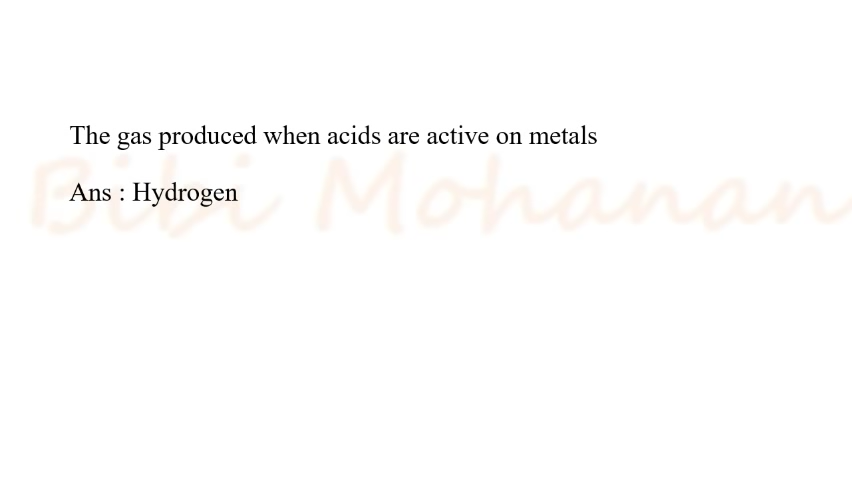 The gas produced when acids are active on metals
Ans : Hydrogen
Bibi Mohanan